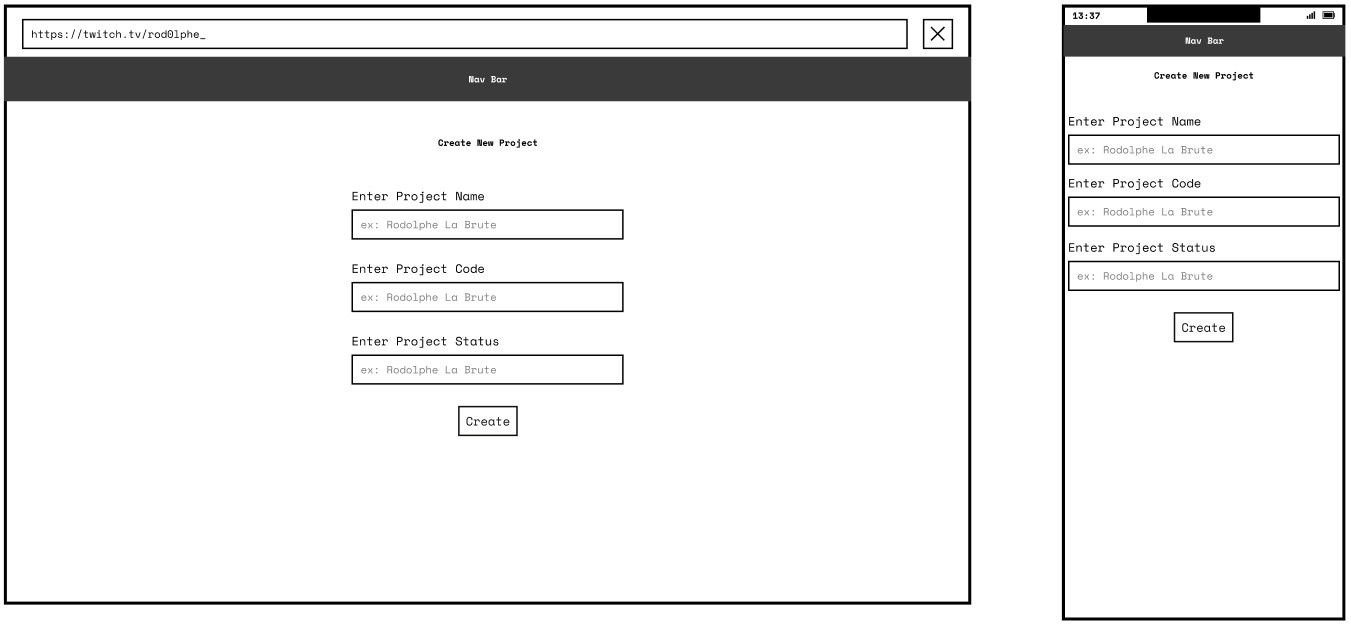 https://twitch.tv/rod0lphe_
Nav Bar
Create New Project
Enter Project Name
ex: Rodolphe La Brute
Enter Project Code
ex: Rodolphe La Brute
Enter Project Status
ex: Rodolphe La Brute
Create
13:37
Nav Bar
Create New Project
Enter Project Name
ex: Rodolphe La Brute
Enter Project Code
ex: Rodolphe La Brute
Enter Project Status
ex: Rodolphe La Brute
Create